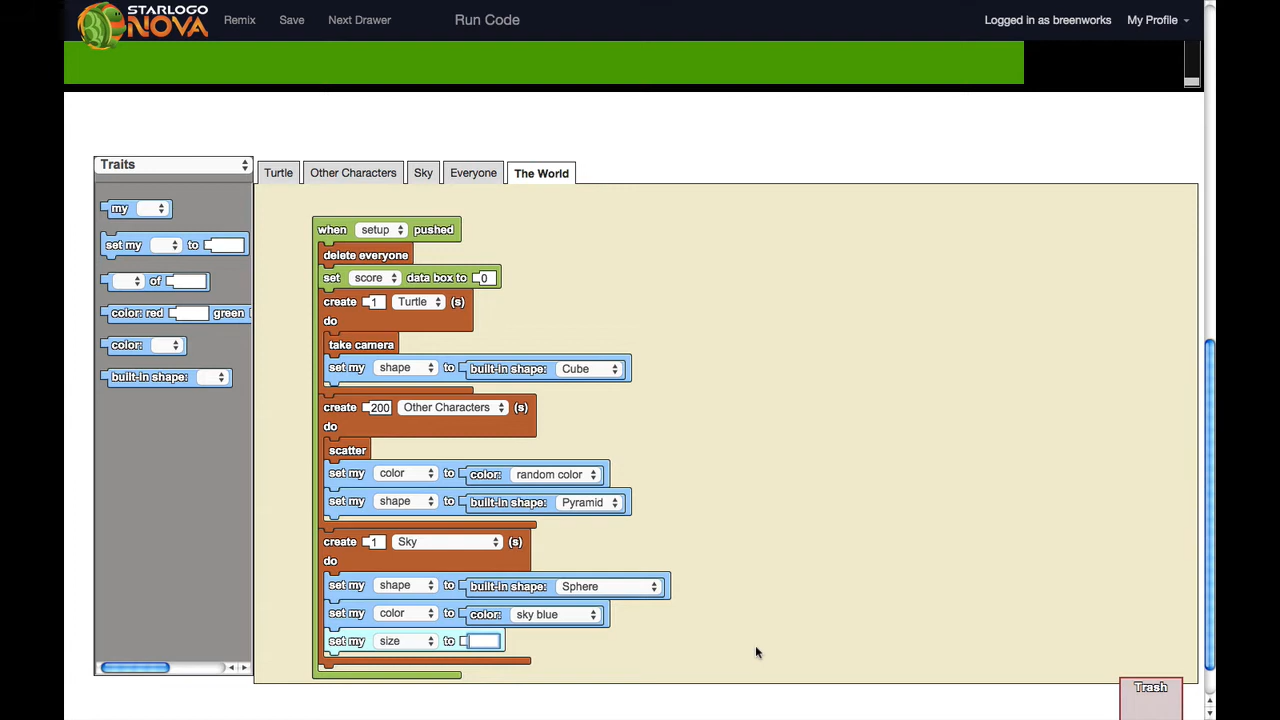 STARLOGO NOVA Remix Save Next Drawer Run Code Logged in as breenworks My Profile
Traits
Turtle Other Characters Sky Everyone The World
my
set my to
of
color: red green
color:
built-in shape:
when setup pushed
delete everyone
set score data box to 0
create 1 Turtle (s)
do
take camera
set my shape to built-in shape: Cube
create 200 Other Characters (s)
do
scatter
set my color to color: random color
set my shape to built-in shape: Pyramid
create 1 Sky (s)
do
set my shape to built-in shape: Sphere
set my color to color: sky blue
set my size to
Trash